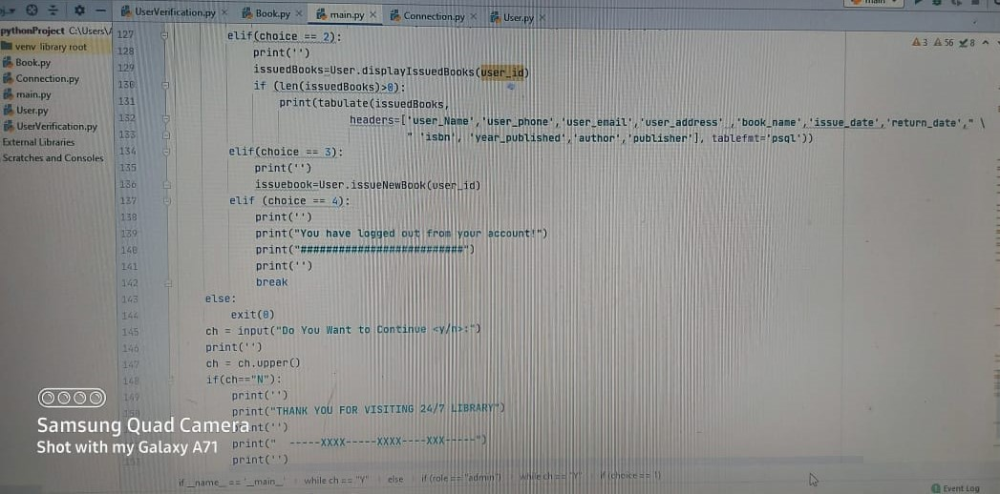 UserVerification.py × Book.py × main.py × Connection.py × User.py ×
main
pythonProject C:\Users\
venv library root
Book.py
Connection.py
main.py
User.py
UserVerification.py
External Libraries
Scratches and Consoles
3 56 8
127 elif(choice == 2):
128 print('')
129 issuedBooks=User.displayIssuedBooks(user_id)
130 if (len(issuedBooks)>0):
131 print(tabulate(issuedBooks,
132 headers=['user_Name','user_phone','user_email','user_address' ,'book_name','issue_date','return_date'," \
133 " 'isbn', 'year_published','author','publisher'], tablefmt='psql'))
134 elif(choice == 3):
135 print('')
136 issuebook=User.issueNewBook(user_id)
137 elif (choice == 4):
138 print('')
139 print("You have logged out from your account!")
140 print("##########################")
141 print('')
142 break
143 else:
144 exit(0)
145 ch = input("Do You Want to Continue <y/n>:")
146 print('')
147 ch = ch.upper()
148 if(ch=="N"):
149 print('')
print("THANK YOU FOR VISITING 24/7 LIBRARY")
nt('')
print(" -----XXXX-----XXXX----XXX-----")
print('')
Samsung Quad Camera
Shot with my Galaxy A71
if __name__ == '__main__' while ch == "Y" else if (role == "admin") while ch == "Y" if (choice == 1)
Event Log